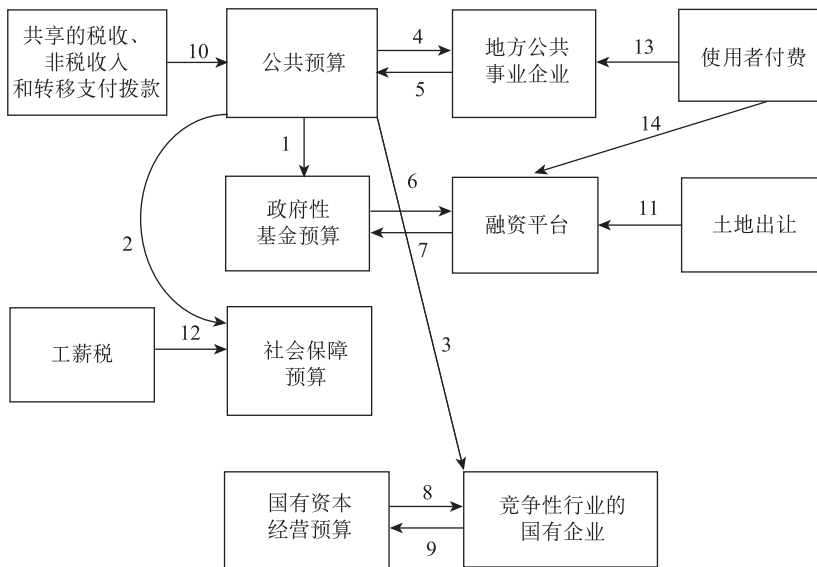 共享的税收、
非税收入
和转移支付拨款
10
公共预算
4
5
地方公共
事业企业
13
使用者付费
14
1
2
政府性
基金预算
6
7
融资平台
11
土地出让
工薪税
12
社会保障
预算
3
国有资本
经营预算
8
9
竞争性行业的
国有企业